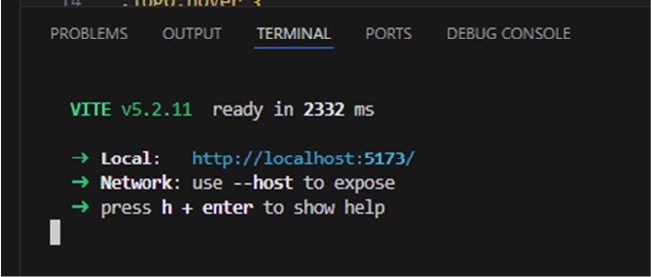 14 .logo:hover {
PROBLEMS OUTPUT TERMINAL PORTS DEBUG CONSOLE
VITE v5.2.11 ready in 2332 ms
➜ Local: http://localhost:5173/
➜ Network: use --host to expose
➜ press h + enter to show help